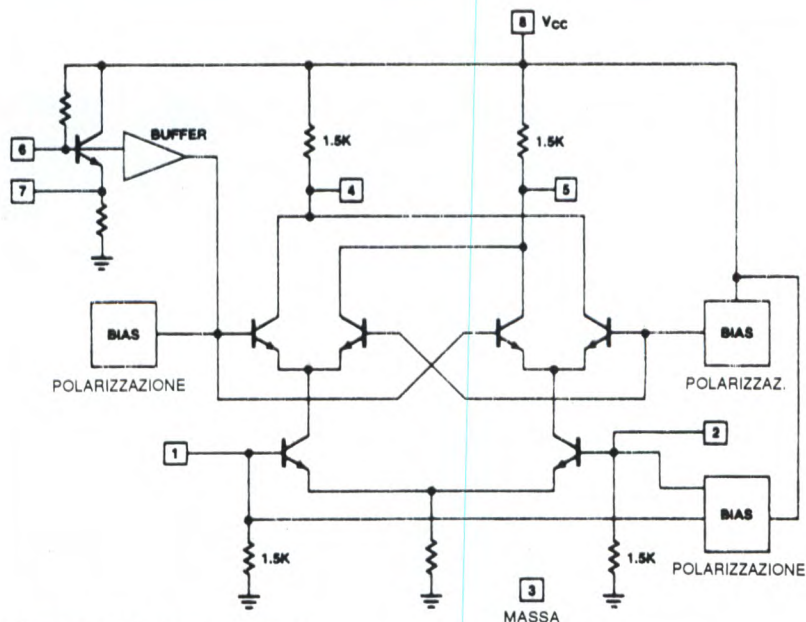 8 VCC
6
BUFFER
1.5K
1.5K
7
4
5
BIAS
POLARIZZAZIONE
BIAS
POLARIZZAZ.
1
2
BIAS
POLARIZZAZIONE
1.5K
1.5K
3
MASSA